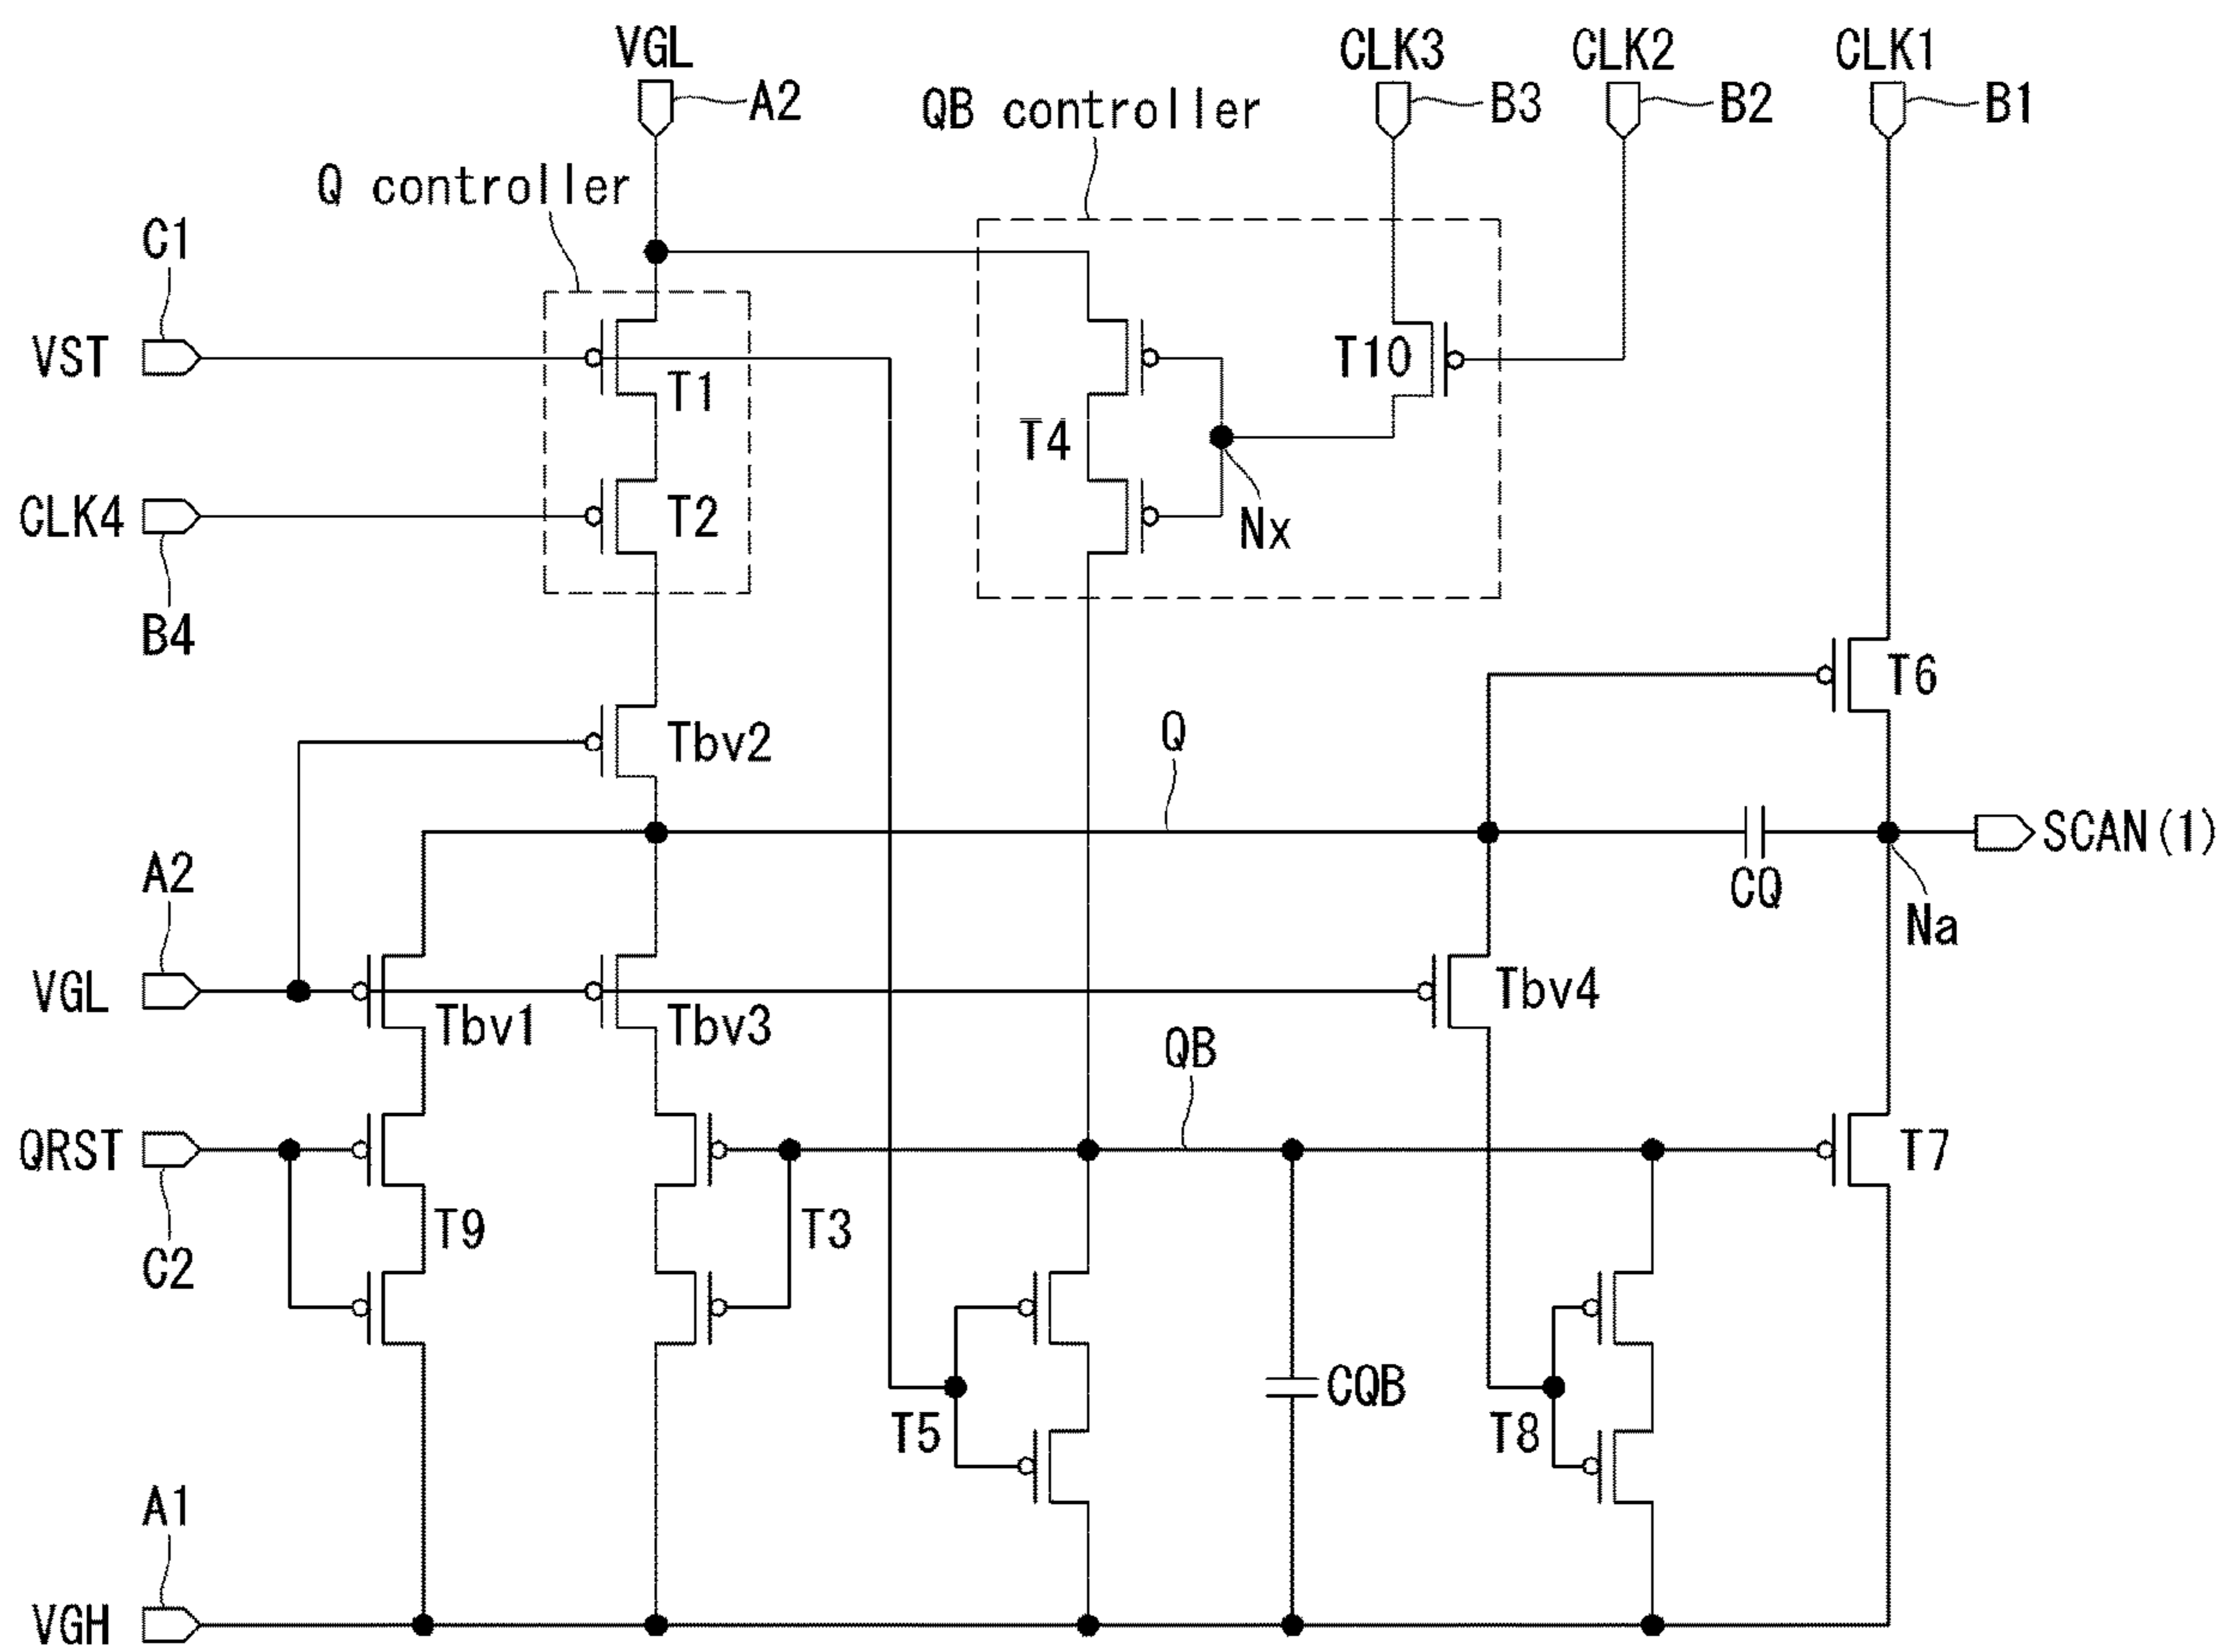 VGL
CLK3
CLK2
CLK1
A2
B3
B2
B1
QB controller
Q controller
C1
VST
T1
T10
T4
CLK4
T2
Nx
B4
T6
Tbv2
Q
SCAN(1)
A2
CQ
Na
VGL
Tbv1
Tbv3
Tbv4
QB
QRST
T7
T9
T3
C2
CQB
T5
T8
A1
VGH